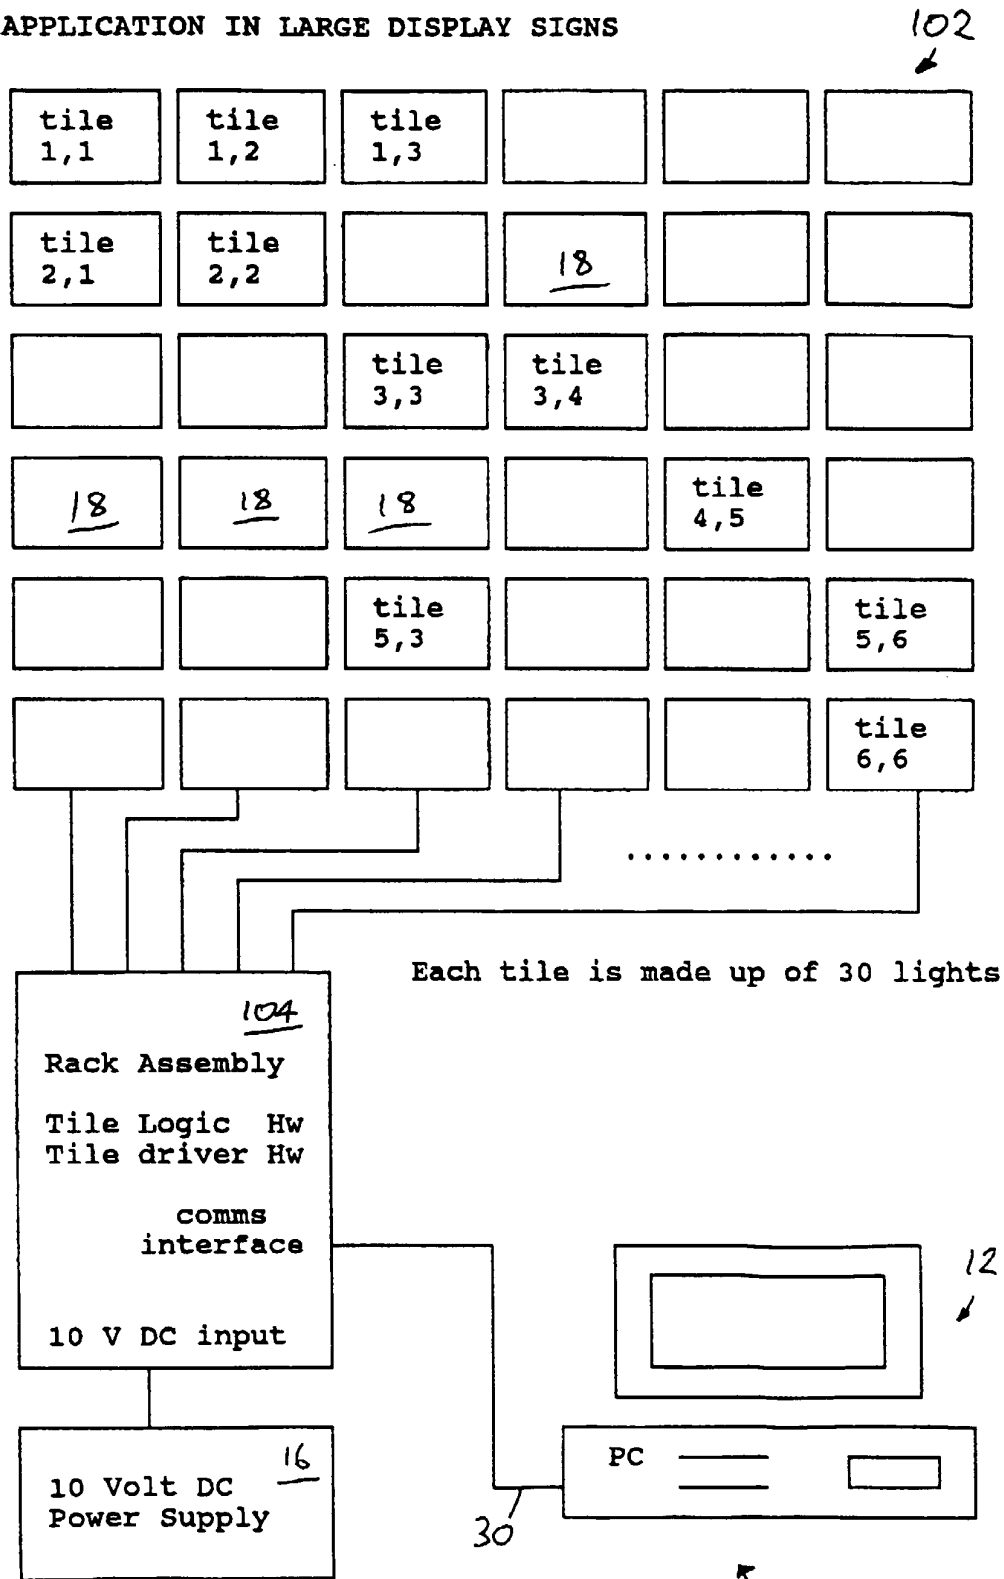 APPLICATION IN LARGE DISPLAY SIGNS
102
tile tile tile
1,1 1,2 1,3
tile tile
2,1 2,2
18
tile tile
3,3 3,4
18 18 18
tile
4,5
tile tile
5,3 5,6
tile
6,6
............
Each tile is made up of 30 lights
104
Rack Assembly
Tile Logic Hw
Tile driver Hw
comms
interface
10 V DC input
12
16
10 Volt DC
Power Supply
PC
30